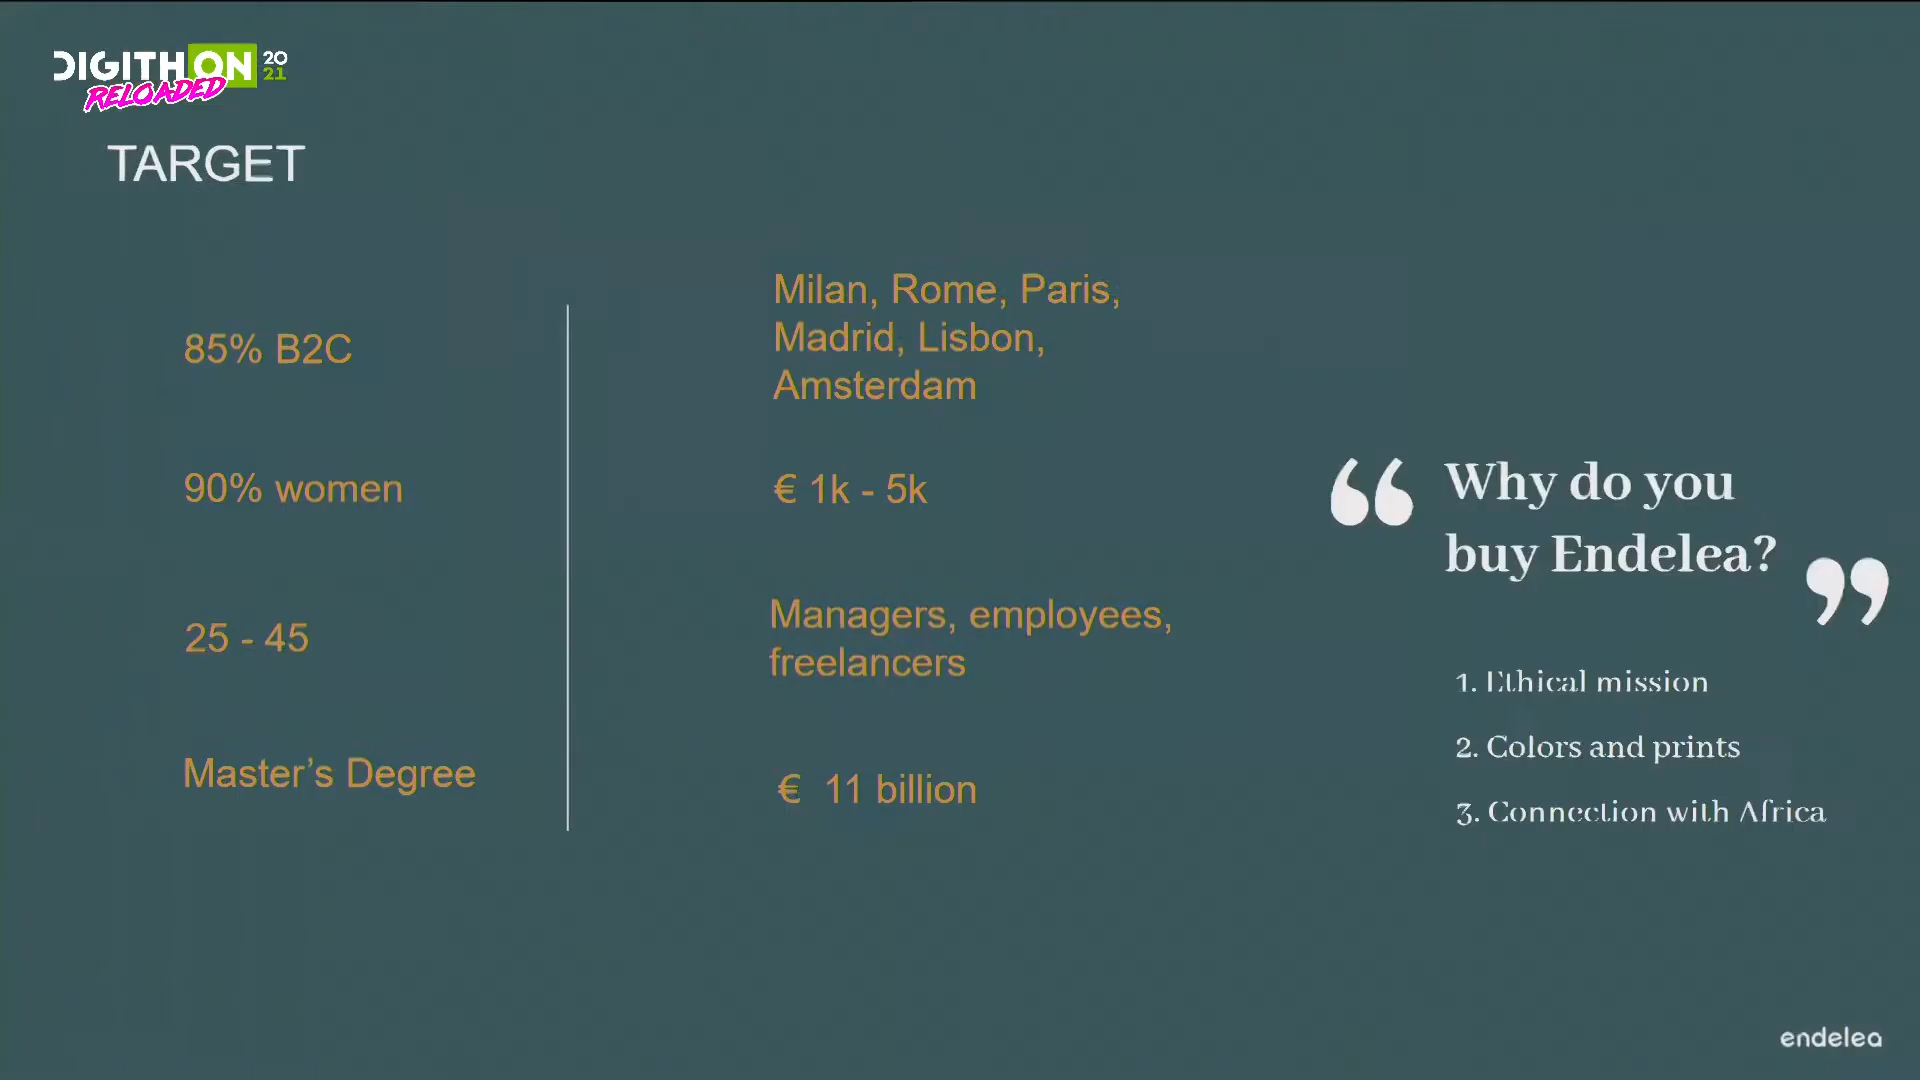 DIGITHON 20
21
RELOADED
TARGET
85% B2C
90% women
25 - 45
Master’s Degree
Milan, Rome, Paris,
Madrid, Lisbon,
Amsterdam
€ 1k - 5k
Managers, employees,
freelancers
€ 11 billion
“ Why do you
buy Endelea? ”
1. Ethical mission
2. Colors and prints
3. Connection with Africa
endelea